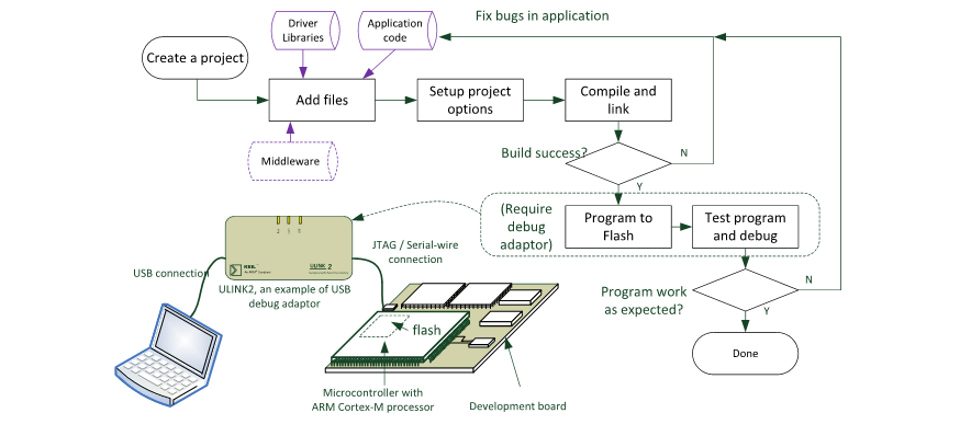 Fix bugs in application
Driver
Libraries
Application
code
Create a project
Add files
Setup project
options
Compile and
link
Middleware
Build success?
N
Y
(Require
debug
adaptor)
Program to
Flash
Test program
and debug
JTAG / Serial-wire
connection
USB connection
KEIL
ULINK 2
ULINK2, an example of USB
debug adaptor
Program work
as expected?
N
Y
flash
Done
Microcontroller with
ARM Cortex-M processor
Development board